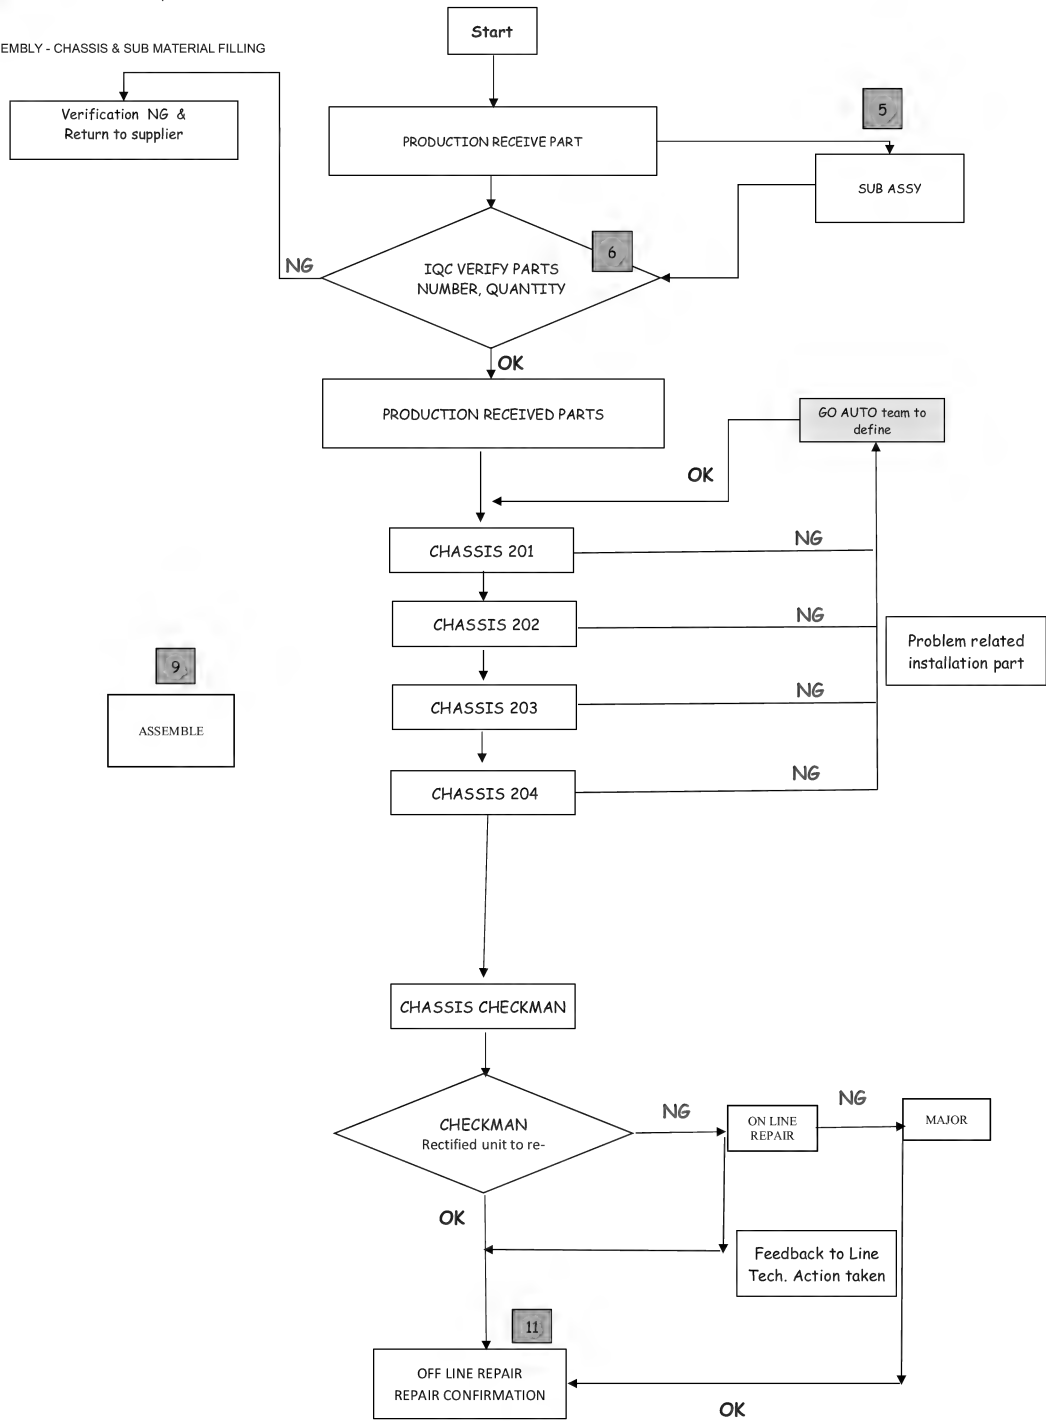 Start
EMBLY - CHASSIS & SUB MATERIAL FILLING
Verification NG &
Return to supplier
PRODUCTION RECEIVE PART
5
SUB ASSY
NG
6
IQC VERIFY PARTS
NUMBER, QUANTITY
OK
PRODUCTION RECEIVED PARTS
GO AUTO team to
define
OK
CHASSIS 201
NG
CHASSIS 202
NG
Problem related
installation part
9
ASSEMBLE
CHASSIS 203
NG
CHASSIS 204
NG
CHASSIS CHECKMAN
CHECKMAN
Rectified unit to re-
NG
ON LINE
REPAIR
NG
MAJOR
OK
Feedback to Line
Tech. Action taken
11
OFF LINE REPAIR
REPAIR CONFIRMATION
OK